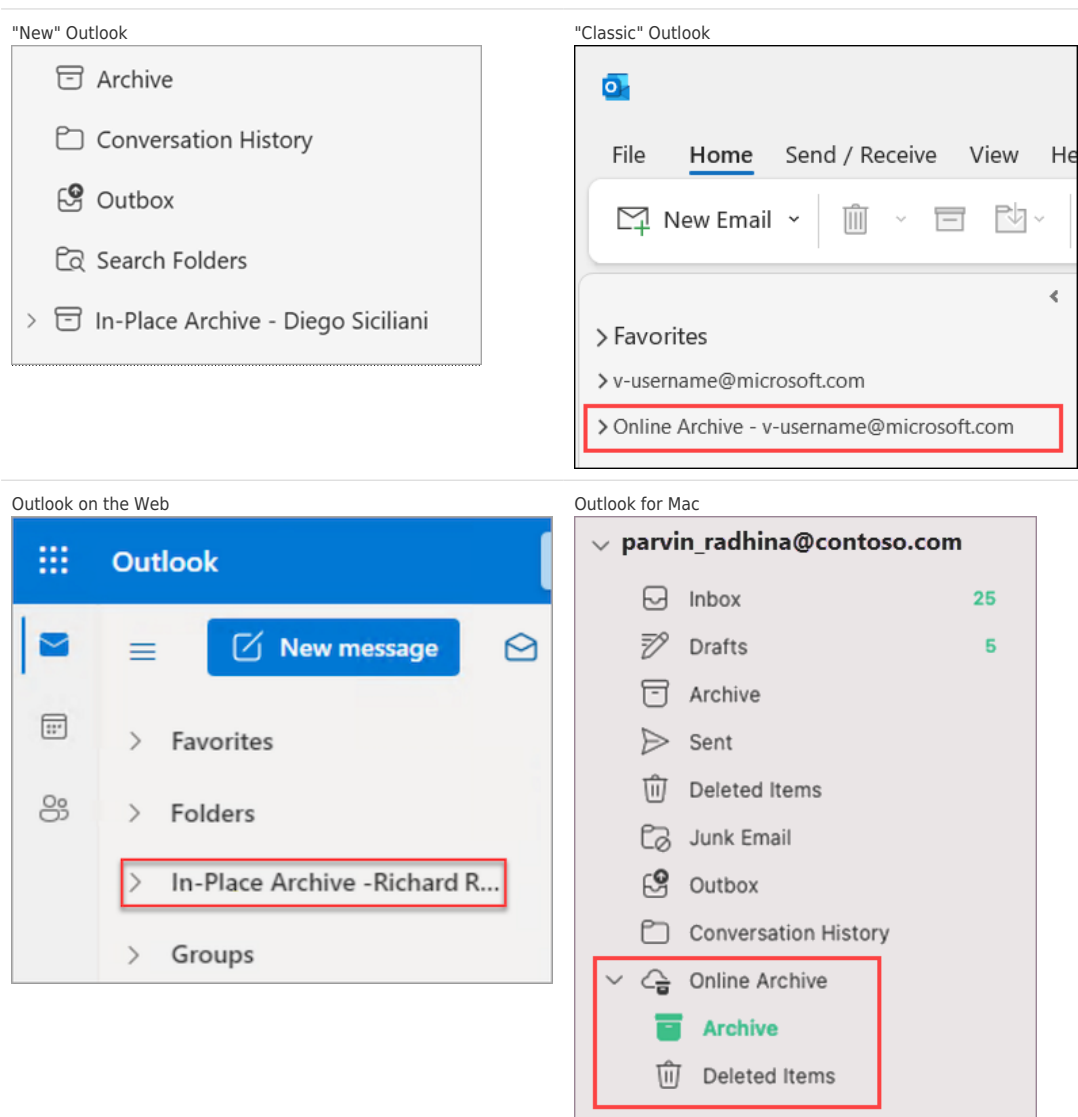 "New" Outlook
Archive
Conversation History
Outbox
Search Folders
In-Place Archive - Diego Siciliani
"Classic" Outlook
File Home Send / Receive View He
New Email
Favorites
v-username@microsoft.com
Online Archive - v-username@microsoft.com
Outlook on the Web
Outlook
New message
Favorites
Folders
In-Place Archive -Richard R...
Groups
Outlook for Mac
parvin_radhina@contoso.com
Inbox 25
Drafts 5
Archive
Sent
Deleted Items
Junk Email
Outbox
Conversation History
Online Archive
Archive
Deleted Items